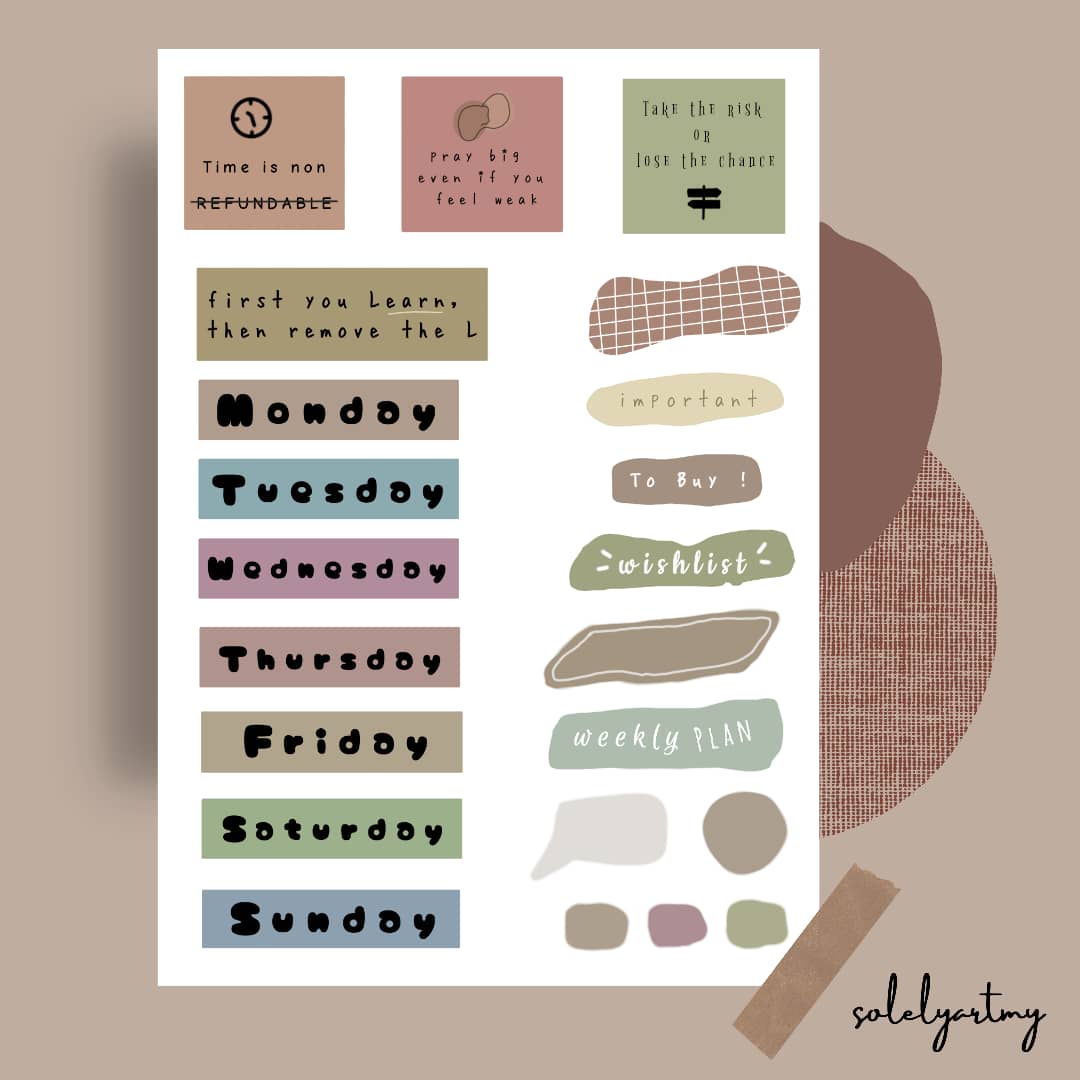 Time is non
REFUNDABLE
pray big
even if you
feel weak
Take the risk
or
lose the chance
first you Learn,
then remove the L
Monday
Tuesday
Wednesday
Thursday
Friday
Saturday
Sunday
important
To Buy !
wishlist
weekly PLAN
solelyartmy